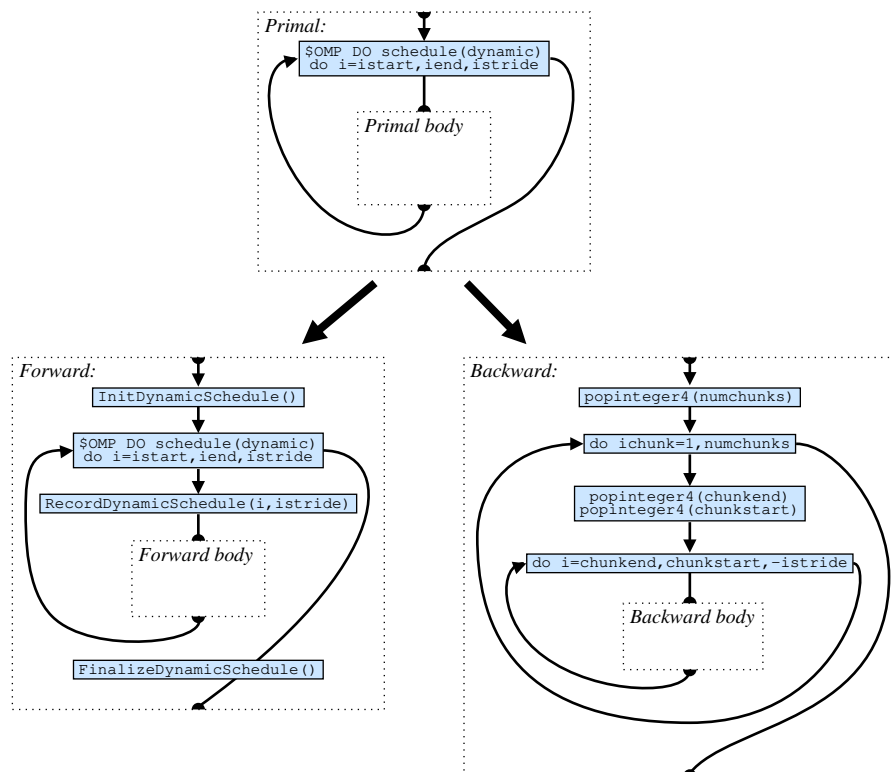 Primal:
$OMP DO schedule(dynamic)
do i=istart,iend,istride
Primal body
Forward:
InitDynamicSchedule()
$OMP DO schedule(dynamic)
do i=istart,iend,istride
RecordDynamicSchedule(i,istride)
Forward body
FinalizeDynamicSchedule()
Backward:
popinteger4(numchunks)
do ichunk=1,numchunks
popinteger4(chunkend)
popinteger4(chunkstart)
do i=chunkend,chunkstart,-istride
Backward body